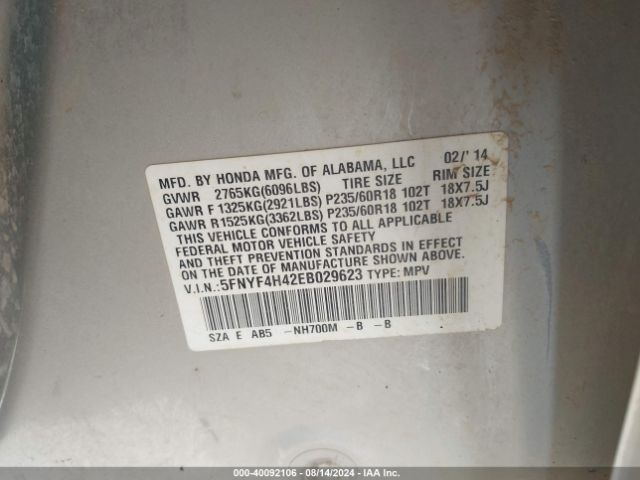 MFD. BY HONDA MFG. OF ALABAMA, LLC 02/'14
GVWR 2765KG(6096LBS) TIRE SIZE RIM SIZE
GAWR F 1325KG(2921LBS) P235/60R18 102T 18X7.5J
GAWR R1525KG(3362LBS) P235/60R18 102T 18X7.5J
THIS VEHICLE CONFORMS TO ALL APPLICABLE
FEDERAL MOTOR VEHICLE SAFETY
AND THEFT PREVENTION STANDARDS IN EFFECT
ON THE DATE OF MANUFACTURE SHOWN ABOVE.
V.I.N.:5FNYF4H42EB029623 TYPE: MPV
SZA E AB5 -NH700M -B -B
000-40092106 - 08/14/2024 - IAA Inc.